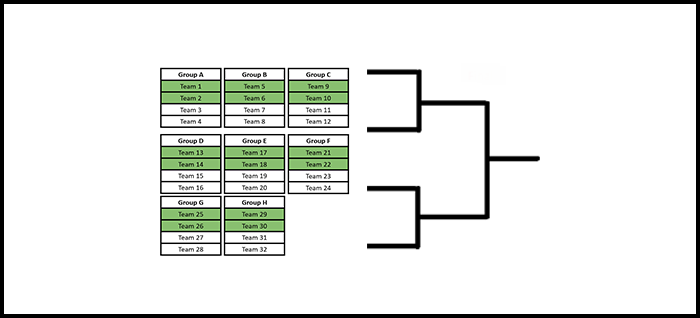 Group A Group B Group C
Team 1 Team 5 Team 9
Team 2 Team 6 Team 10
Team 3 Team 7 Team 11
Team 4 Team 8 Team 12
Group D Group E Group F
Team 13 Team 17 Team 21
Team 14 Team 18 Team 22
Team 15 Team 19 Team 23
Team 16 Team 20 Team 24
Group G Group H
Team 25 Team 29
Team 26 Team 30
Team 27 Team 31
Team 28 Team 32